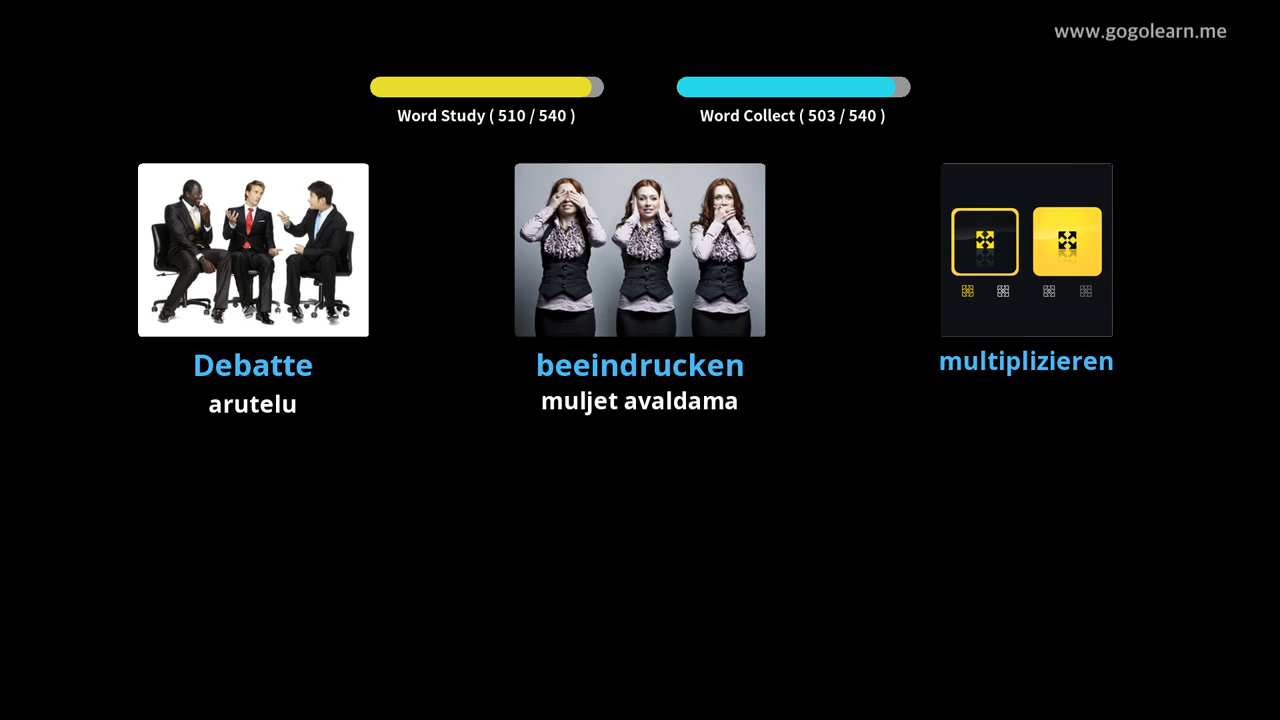 www.gogolearn.me
Word Study ( 510 / 540 )
Word Collect ( 503 / 540 )
Debatte
arutelu
beeindrucken
muljet avaldama
multiplizieren